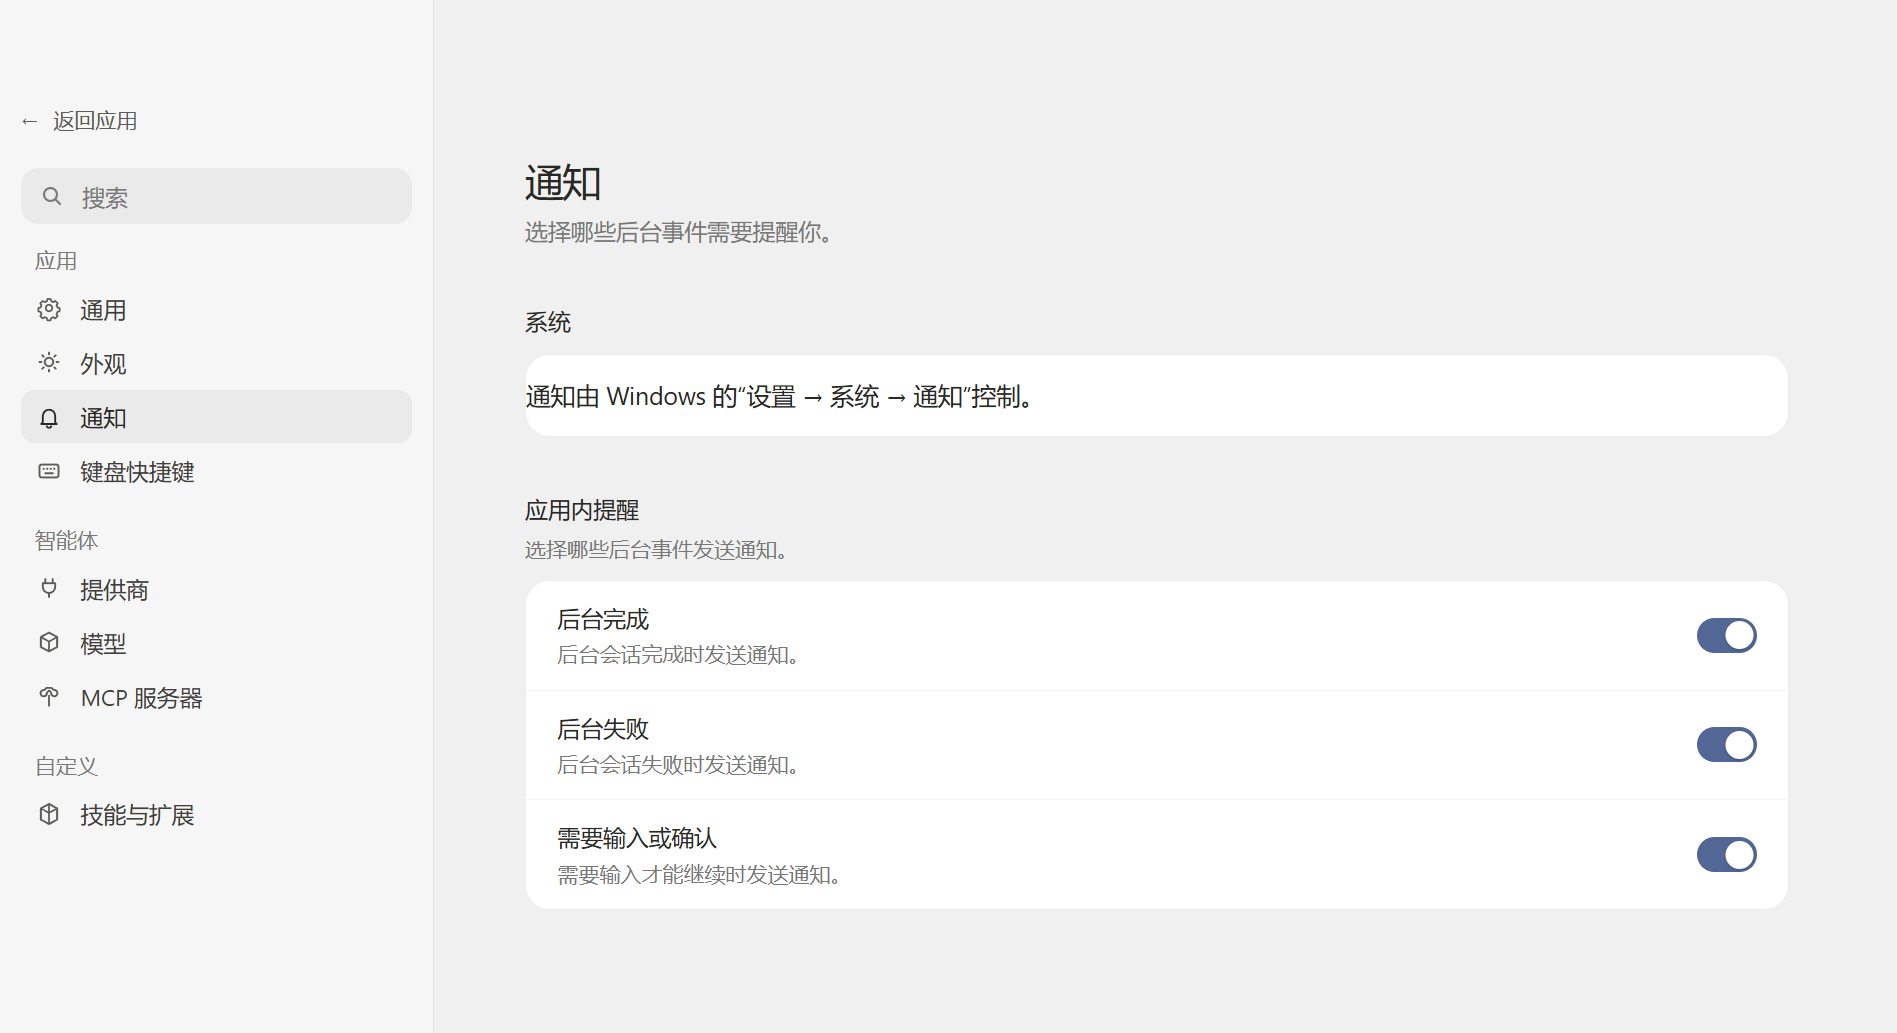 ← 返回应用
搜索
应用
通用
外观
通知
键盘快捷键
智能体
提供商
模型
MCP 服务器
自定义
技能与扩展
通知
选择哪些后台事件需要提醒你。
系统
通知由 Windows 的“设置 → 系统 → 通知”控制。
应用内提醒
选择哪些后台事件发送通知。
后台完成
后台会话完成时发送通知。
后台失败
后台会话失败时发送通知。
需要输入或确认
需要输入才能继续时发送通知。